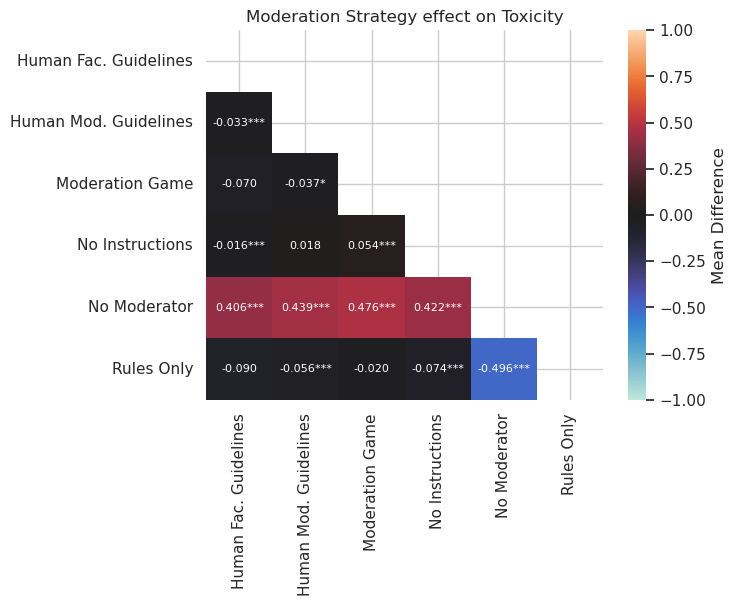 Moderation Strategy effect on Toxicity
Human Fac. Guidelines
Human Mod. Guidelines -0.033***
Moderation Game -0.070 -0.037*
No Instructions -0.016*** 0.018 0.054***
No Moderator 0.406*** 0.439*** 0.476*** 0.422***
Rules Only -0.090 -0.056*** -0.020 -0.074*** -0.496***
Human Fac. Guidelines
Human Mod. Guidelines
Moderation Game
No Instructions
No Moderator
Rules Only
1.00
0.75
0.50
0.25
0.00
−0.25
−0.50
−0.75
−1.00
Mean Difference